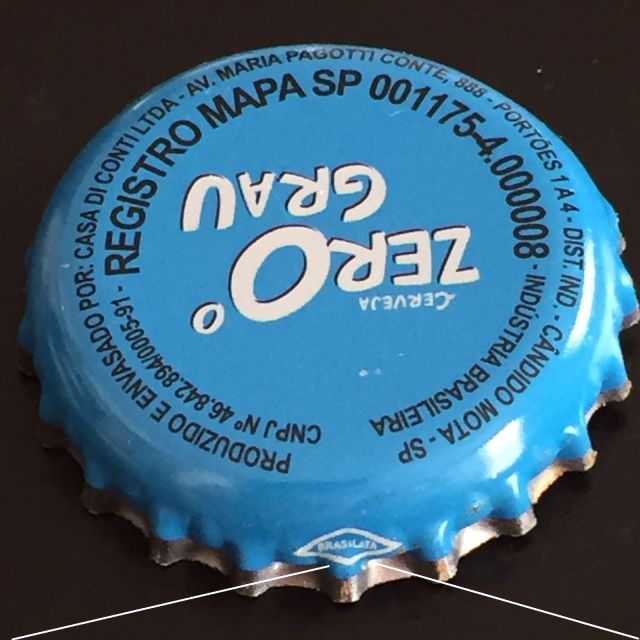 PRODUZIDO E ENVASADO POR: CASA DI CONTI LTDA - AV. MARIA PAGOTTI CONTE, 888 - PORTÕES 1 A 4 - DIST. IND. - CÂNDIDO MOTA - SP
CNPJ Nº 46.842.894/0005-91 - REGISTRO MAPA SP 001175-4.000008 - INDÚSTRIA BRASILEIRA
CERVEJA
ZERO°
GRAU
BRASILATA